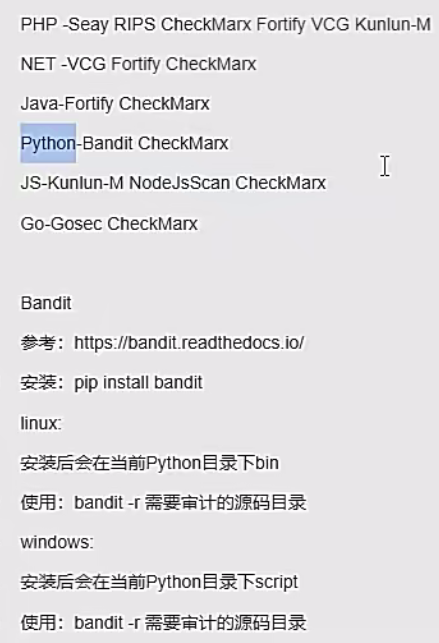 PHP -Seay RIPS CheckMarx Fortify VCG Kunlun-M
NET -VCG Fortify CheckMarx
Java-Fortify CheckMarx
Python-Bandit CheckMarx
JS-Kunlun-M NodeJsScan CheckMarx
Go-Gosec CheckMarx
Bandit
参考：https://bandit.readthedocs.io/
安装：pip install bandit
linux:
安装后会在当前Python目录下bin
使用：bandit -r 需要审计的源码目录
windows:
安装后会在当前Python目录下script
使用：bandit -r 需要审计的源码目录